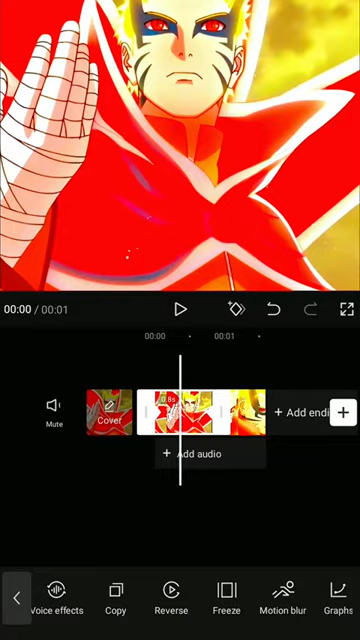 00:00 / 00:01
00:00
00:01
0.8s
Mute
Cover
+ Add endi
+ Add audio
Voice effects
Copy
Reverse
Freeze
Motion blur
Graphs